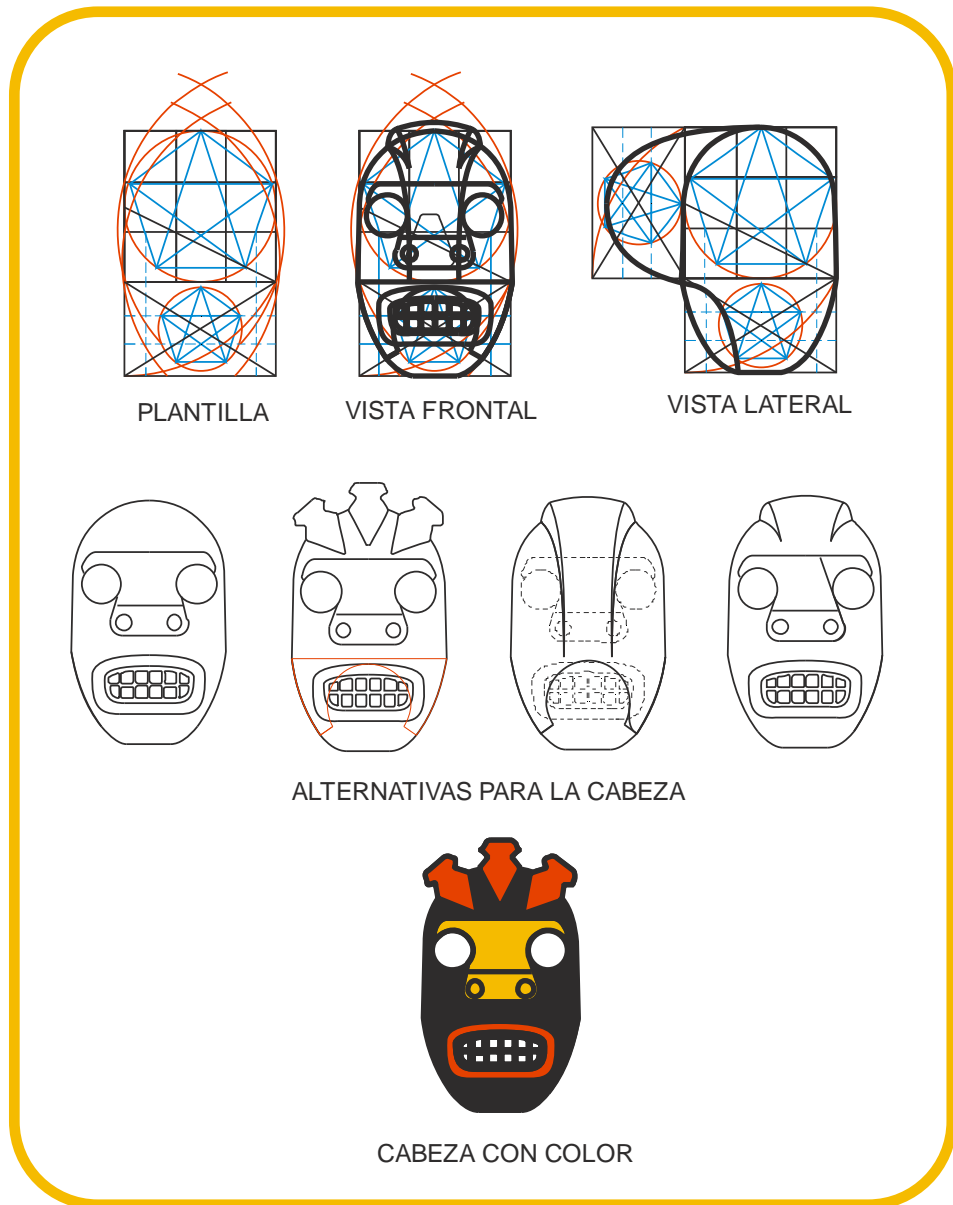 PLANTILLA
VISTA FRONTAL
VISTA LATERAL
ALTERNATIVAS PARA LA CABEZA
CABEZA CON COLOR